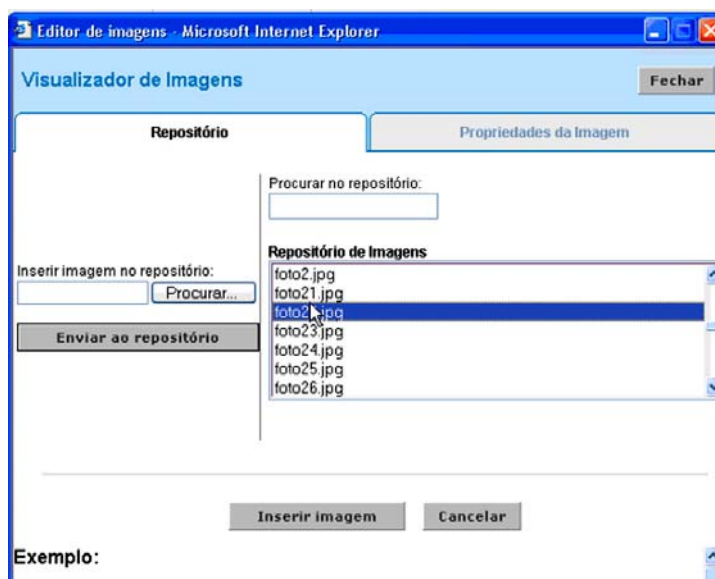 Editor de imagens - Microsoft Internet Explorer
Visualizador de Imagens
Fechar
Repositório
Propriedades da Imagem
Procurar no repositório:
Repositório de Imagens
Inserir imagem no repositório:
Procurar...
Enviar ao repositório
foto2.jpg
foto21.jpg
foto23.jpg
foto24.jpg
foto25.jpg
foto26.jpg
Inserir imagem
Cancelar
Exemplo: